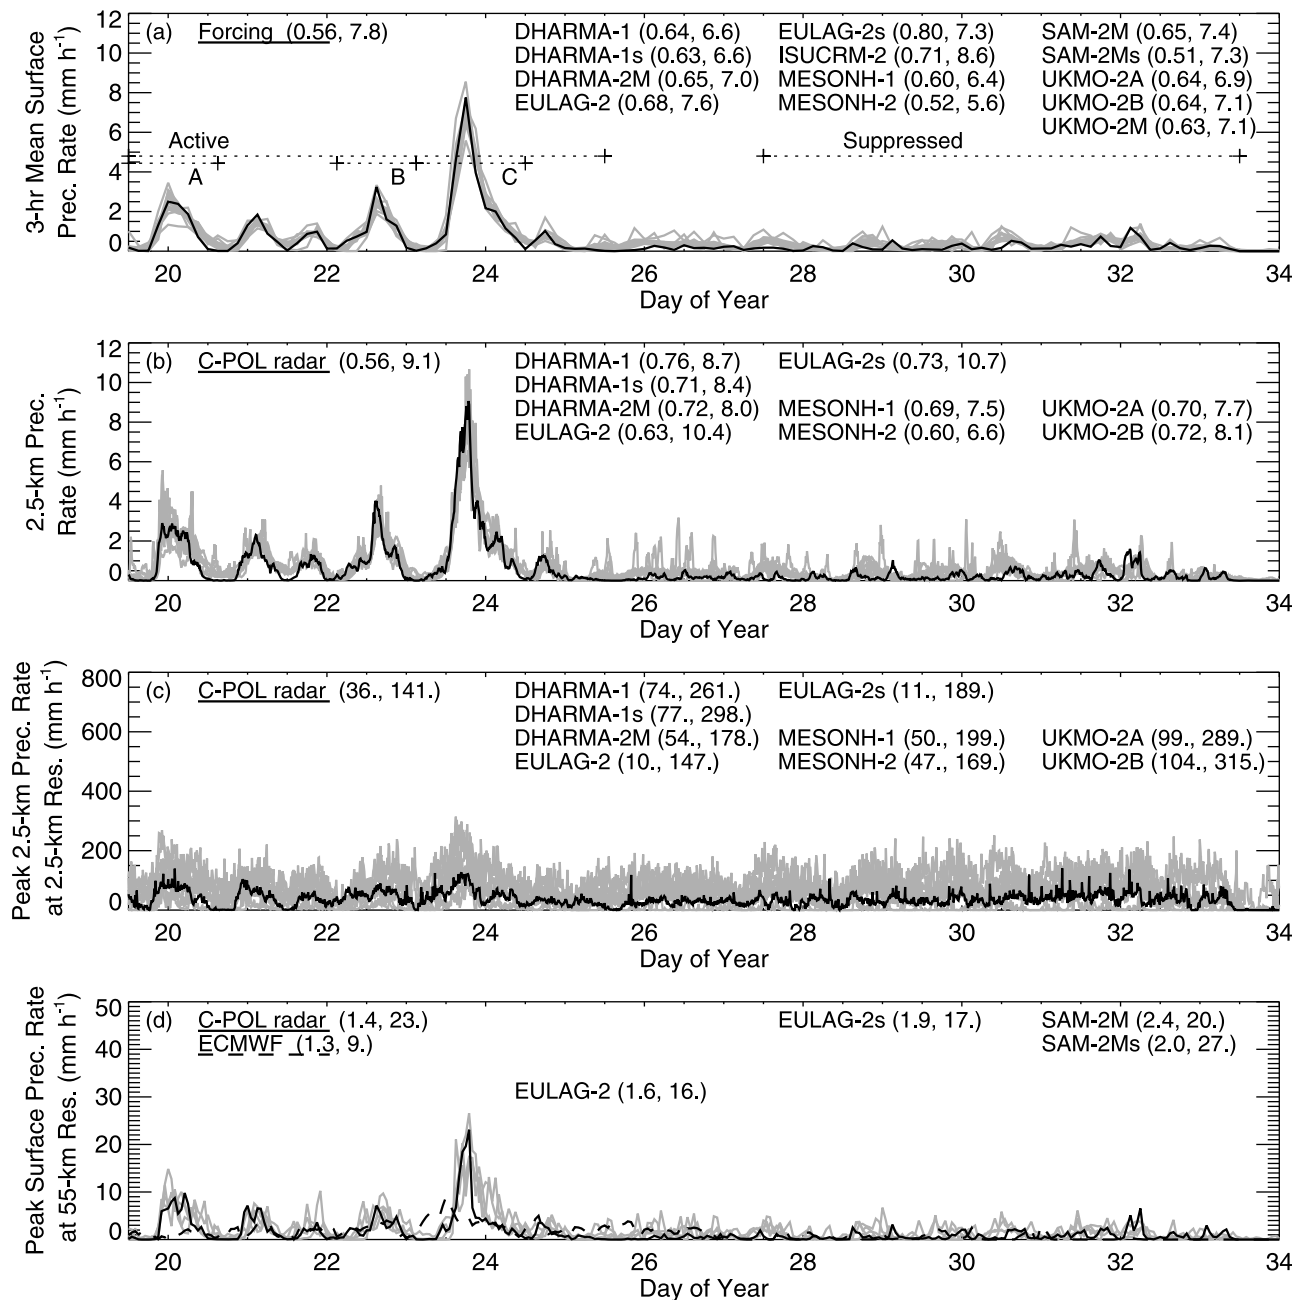 (a) Forcing (0.56, 7.8) DHARMA-1 (0.64, 6.6) EULAG-2s (0.80, 7.3) SAM-2M (0.65, 7.4)
DHARMA-1s (0.63, 6.6) ISUCRM-2 (0.71, 8.6) SAM-2Ms (0.51, 7.3)
DHARMA-2M (0.65, 7.0) MESONH-1 (0.60, 6.4) UKMO-2A (0.64, 6.9)
EULAG-2 (0.68, 7.6) MESONH-2 (0.52, 5.6) UKMO-2B (0.64, 7.1)
UKMO-2M (0.63, 7.1)
Active Suppressed
A B C
12
10
8
6
4
2
0
3-hr Mean Surface
Prec. Rate (mm h-1)
20 22 24 26 28 30 32 34
Day of Year
(b) C-POL radar (0.56, 9.1) DHARMA-1 (0.76, 8.7) EULAG-2s (0.73, 10.7)
DHARMA-1s (0.71, 8.4)
DHARMA-2M (0.72, 8.0) MESONH-1 (0.69, 7.5) UKMO-2A (0.70, 7.7)
EULAG-2 (0.63, 10.4) MESONH-2 (0.60, 6.6) UKMO-2B (0.72, 8.1)
12
10
8
6
4
2
0
2.5-km Prec.
Rate (mm h-1)
20 22 24 26 28 30 32 34
Day of Year
(c) C-POL radar (36., 141.) DHARMA-1 (74., 261.) EULAG-2s (11., 189.)
DHARMA-1s (77., 298.)
DHARMA-2M (54., 178.) MESONH-1 (50., 199.) UKMO-2A (99., 289.)
EULAG-2 (10., 147.) MESONH-2 (47., 169.) UKMO-2B (104., 315.)
800
600
400
200
0
Peak 2.5-km Prec. Rate
at 2.5-km Res. (mm h-1)
20 22 24 26 28 30 32 34
Day of Year
(d) C-POL radar (1.4, 23.) EULAG-2s (1.9, 17.) SAM-2M (2.4, 20.)
ECMWF (1.3, 9.) SAM-2Ms (2.0, 27.)
EULAG-2 (1.6, 16.)
50
40
30
20
10
0
Peak Surface Prec. Rate
at 55-km Res. (mm h-1)
20 22 24 26 28 30 32 34
Day of Year